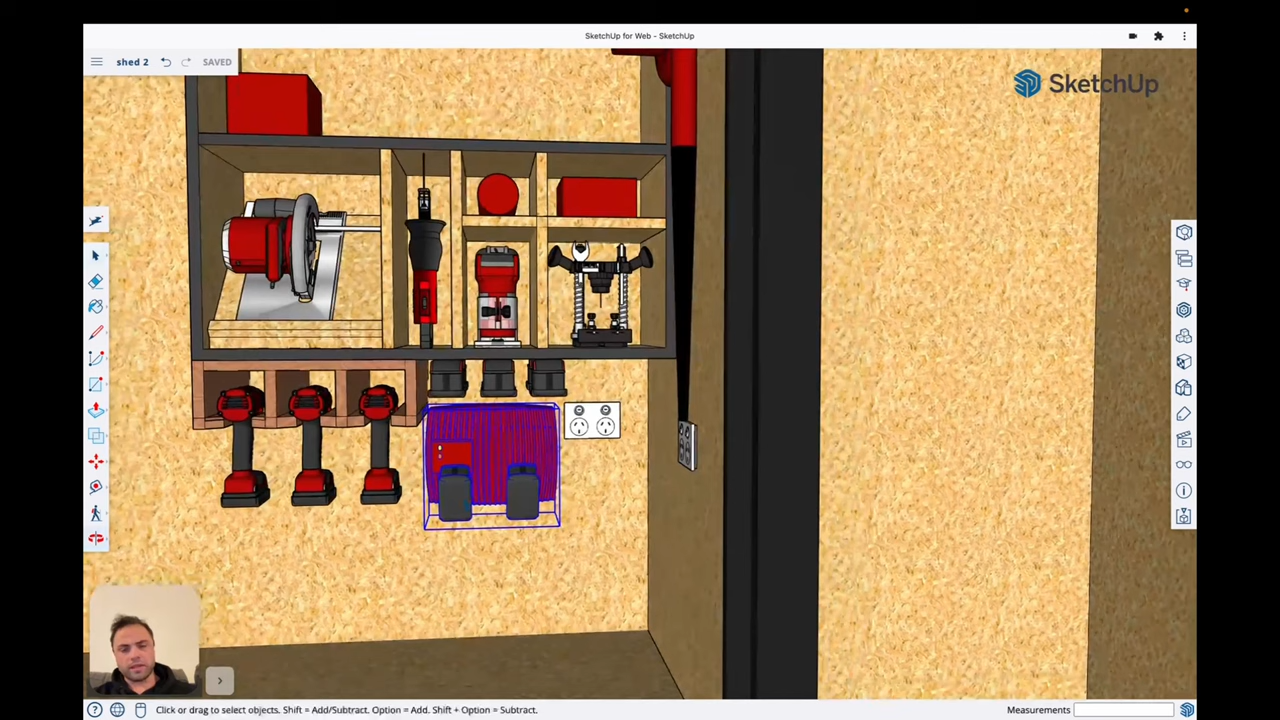 SketchUp for Web - SketchUp
shed 2
SAVED
SketchUp
Click or drag to select objects. Shift = Add/Subtract. Option = Add. Shift + Option = Subtract.
Measurements